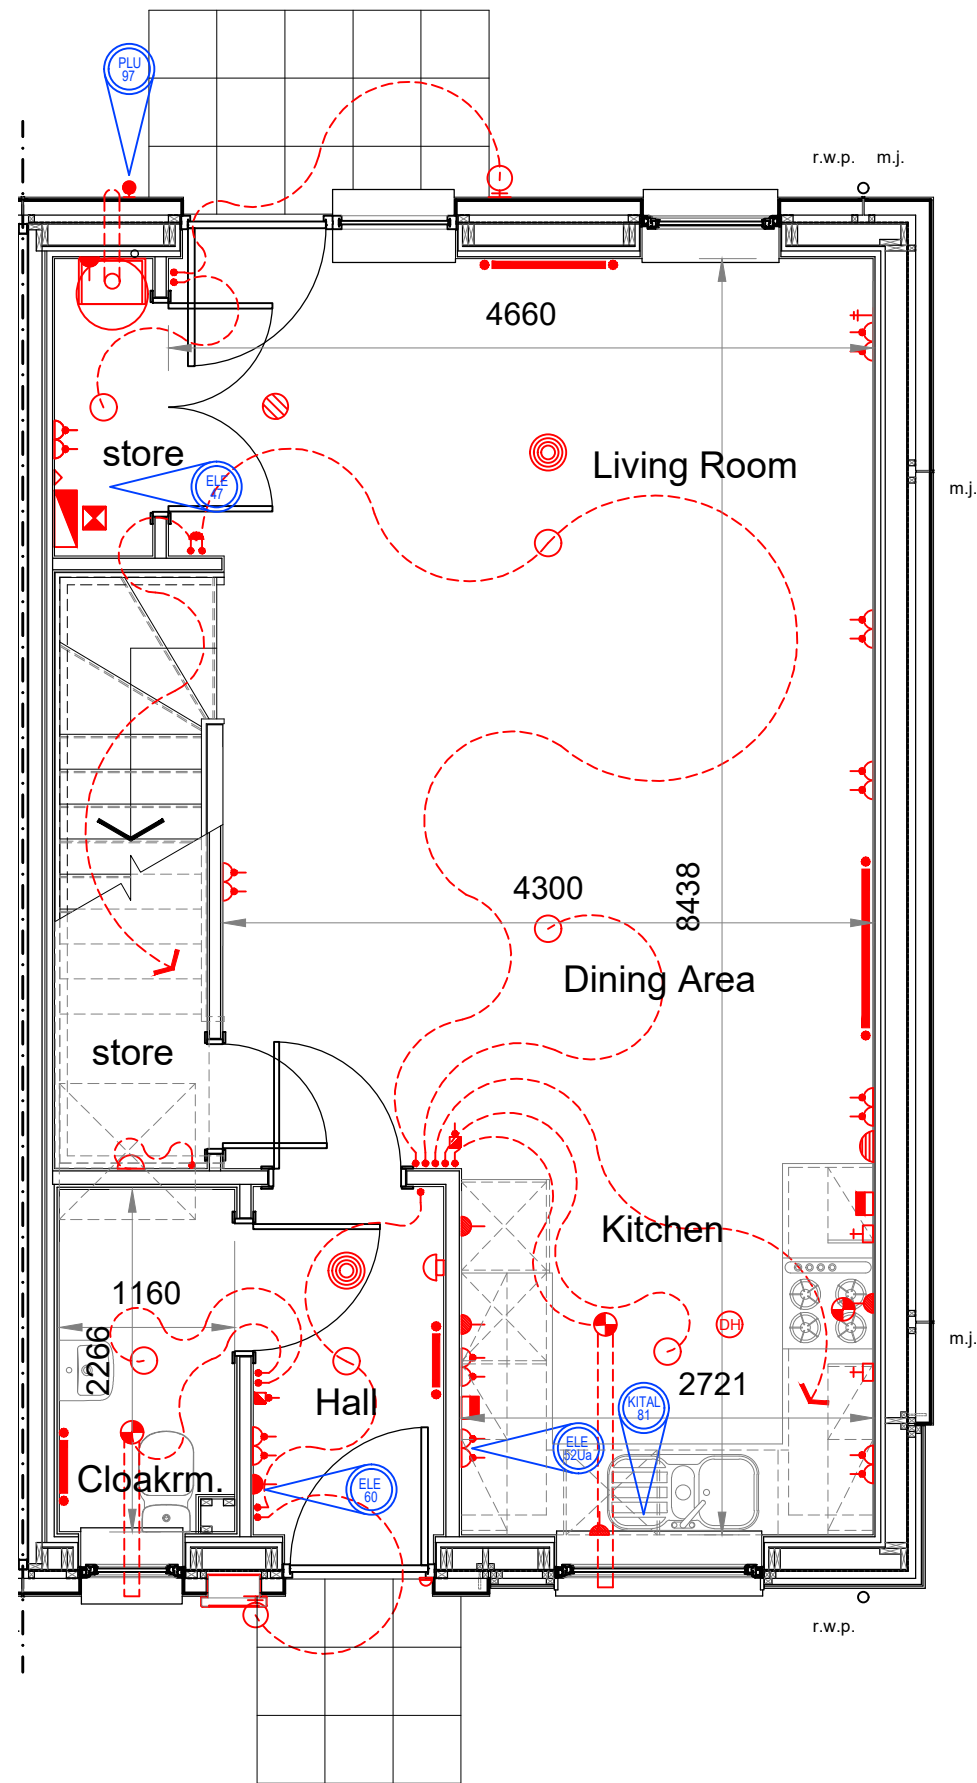 PLU
97
r.w.p.
m.j.
4660
store
Living Room
ELE
47
m.j.
4300
8438
Dining Area
store
Kitchen
1160
2266
DH
m.j.
2721
Hall
KITAL
81
ELE
52Ua
Cloakrm.
ELE
60
r.w.p.